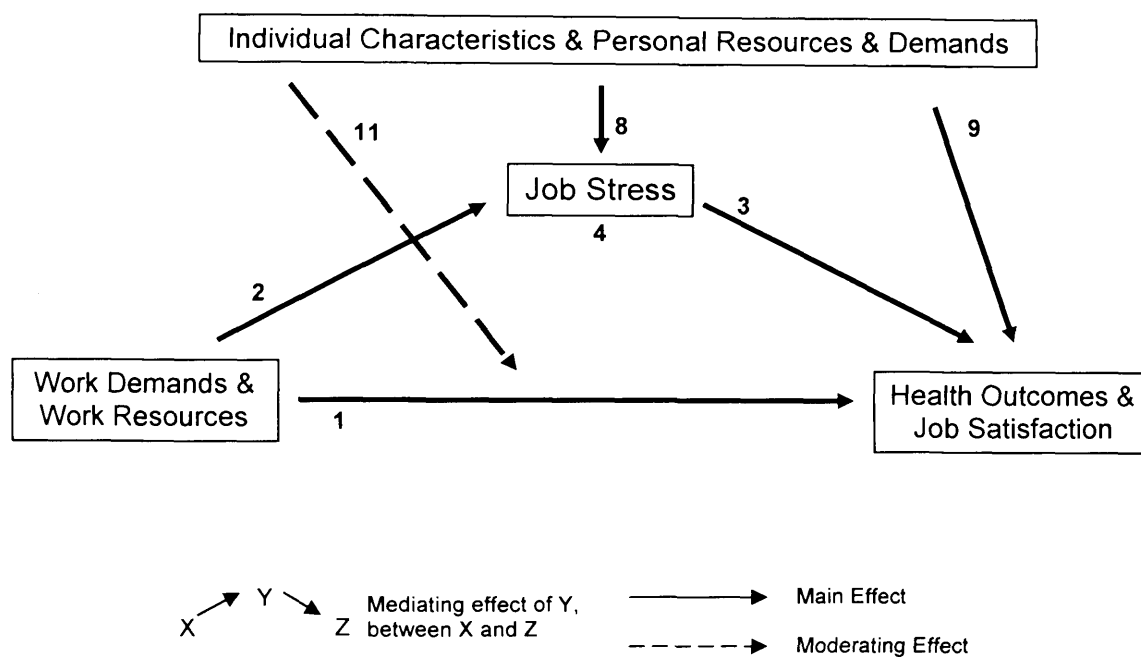 Individual Characteristics & Personal Resources & Demands
11
8
9
Job Stress
3
4
2
Work Demands &
Work Resources
1
Health Outcomes &
Job Satisfaction
X
Y
Z
Mediating effect of Y,
between X and Z
Main Effect
Moderating Effect